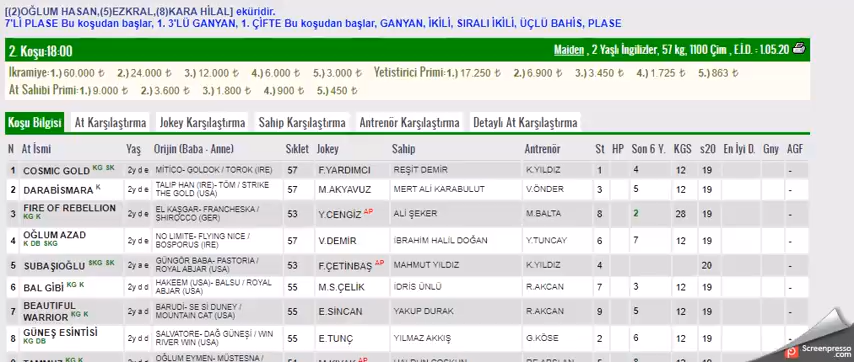 [(2)OĞLUM HASAN,(5)EZKRAL,(8)KARA HİLAL] eküridir.
7'Lİ PLASE Bu koşudan başlar, 1. 3'LÜ GANYAN, 1. ÇİFTE Bu koşudan başlar, GANYAN, İKİLİ, SIRALI İKİLİ, ÜÇLÜ BAHİS, PLASE
2. Koşu:18:00 Maiden , 2 Yaşlı İngilizler, 57 kg, 1100 Çim , E.İ.D. : 1.05.20
Ikramiye:1.) 60.000 ₺ 2.) 24.000 ₺ 3.) 12.000 ₺ 4.) 6.000 ₺ 5.) 3.000 ₺ Yetistirici Primi:1.) 17.250 ₺ 2.) 6.900 ₺ 3.) 3.450 ₺ 4.) 1.725 ₺ 5.) 863 ₺
At Sahibi Primi:1.) 9.000 ₺ 2.) 3.600 ₺ 3.) 1.800 ₺ 4.) 900 ₺ 5.) 450 ₺
Koşu Bilgisi At Karşılaştırma Jokey Karşılaştırma Sahip Karşılaştırma Antrenör Karşılaştırma Detaylı At Karşılaştırma
N At İsmi Yaş Orijin (Baba - Anne) Sıklet Jokey Sahip Antrenör St HP Son 6 Y. KGS s20 En İyi D. Gny AGF
1 COSMIC GOLD KG SK 2y d e MİTİCO- GOLDOK / TOROK (IRE) 57 F.YARDIMCI REŞİT DEMİR K.YILDIZ 1 4 12 19 -
2 DARABİSMARA K 2y d e TALIP HAN (IRE)- TÖM / STRIKE THE GOLD (USA) 57 M.AKYAVUZ MERT ALİ KARABULUT V.ÖNDER 3 5 12 19 -
3 FIRE OF REBELLION KG K 2y d e EL KASGAR- FRANCHESKA / SHIROCCO (GER) 53 Y.CENGİZ AP ALİ ŞEKER M.BALTA 8 2 28 19 -
4 OĞLUM AZAD K DB SKG 2y d e NO LIMITE- FLYING NICE / BOSPORUS (IRE) 57 V.DEMİR İBRAHİM HALİL DOĞAN Y.TUNCAY 6 7 12 19 -
5 SUBAŞIOĞLU SKG SK 2y a e GÜNGÖR BABA- PASTORIA / ROYAL ABJAR (USA) 53 F.ÇETİNBAŞ AP MAHMUT YILDIZ K.YILDIZ 4 20 -
6 BAL GİBİ KG K 2y d d HAKEEM (USA)- BALSU / ROYAL ABJAR (USA) 55 M.S.ÇELİK İDRİS ÜNLÜ R.AKCAN 7 3 12 19 -
7 BEAUTIFUL WARRIOR KG K 2y a d BARUDİ- SE SI DUNEY / MOUNTAIN CAT (USA) 55 E.SİNCAN YAKUP DURAK R.AKCAN 9 5 12 19 -
8 GÜNEŞ ESİNTİSİ KG DB 2y d d SALVATORE- DAĞ GÜNEŞİ / WIN RIVER WIN (USA) 55 E.TUNÇ YILMAZ AKKIŞ G.KÖSE 2 6 12 19 -
OĞLUM EYMEN- MÜSTESNA /
Screenpresso
.com